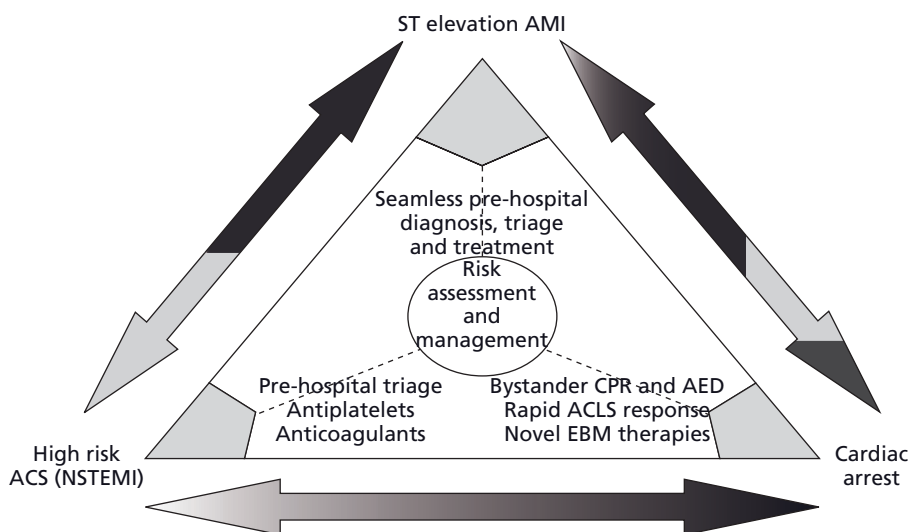 ST elevation AMI
Seamless pre-hospital
diagnosis, triage
and treatment
Risk
assessment
and
management
Pre-hospital triage
Antiplatelets
Anticoagulants
Bystander CPR and AED
Rapid ACLS response
Novel EBM therapies
High risk
ACS (NSTEMI)
Cardiac
arrest